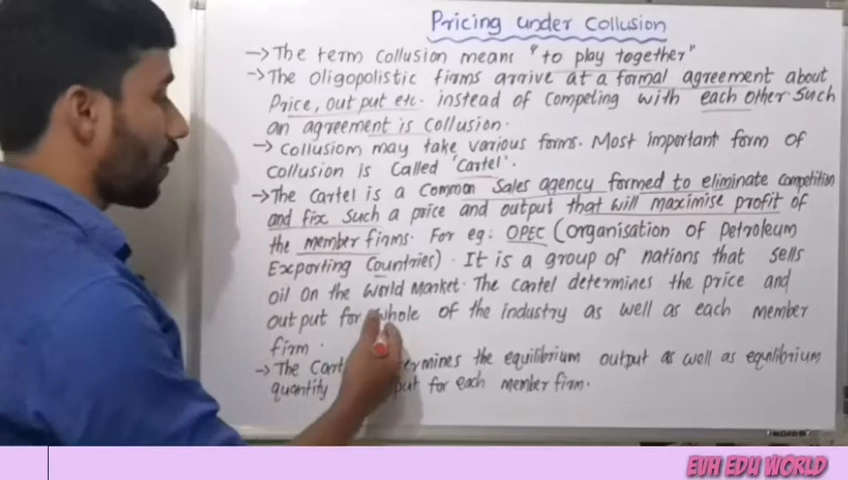 Pricing under Collusion
→ The term collusion means "to play together"
→ The oligopolistic firms arrive at a formal agreement about
Price, out put etc. instead of competing with each other. Such
an agreement is collusion.
→ Collusiom may take various forms. Most important form of
collusion is called 'Cartel'.
→ The cartel is a common sales agency formed to eliminate competition
and fix such a price and output that will maximise profit of
the member firms. For eg: OPEC (organisation of petroleum
Exporting Countries). It is a group of nations that sells
oil on the World Market. The cartel determines the price and
out put for whole of the industry as well as each member
firm.
→ The the equilibrium output as well as equilibrium
quantity for each member firm.
EVH EDU WORLD